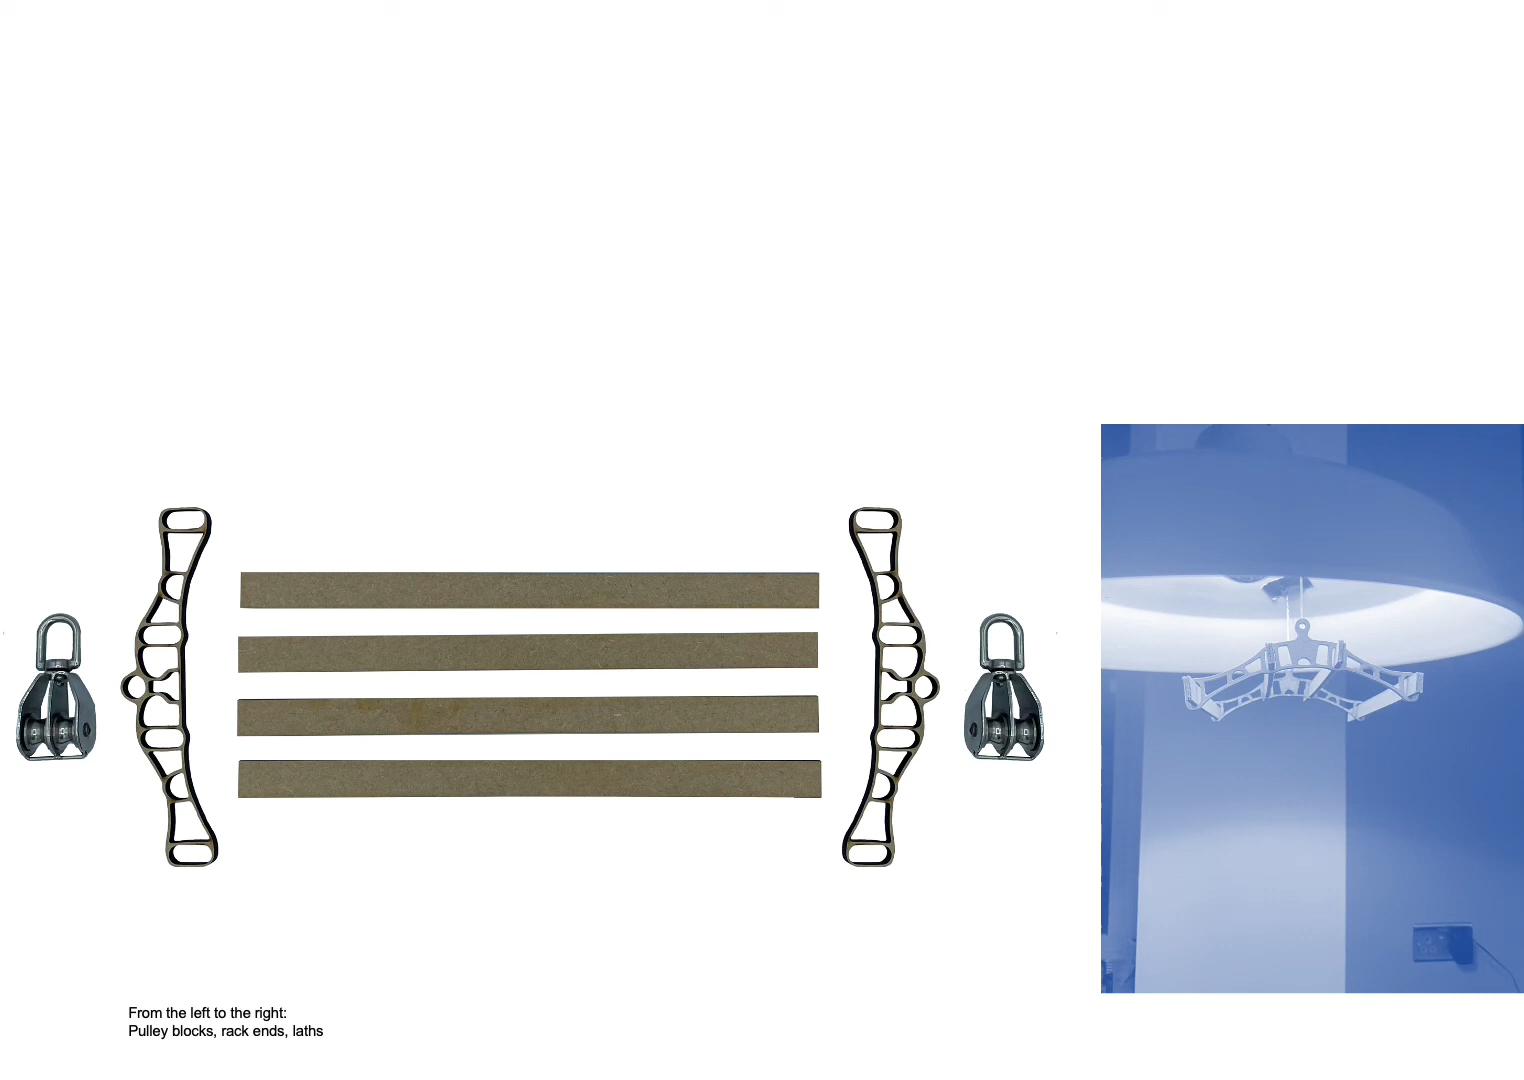 From the left to the right:
Pulley blocks, rack ends, laths